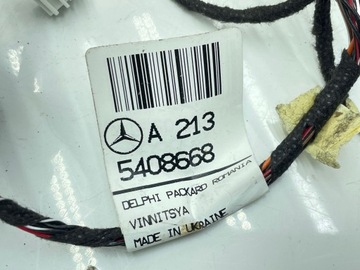 A 213
5408668
DELPHI PACKARD ROMANIA
VINNITSYA
MADE IN UKRAINE